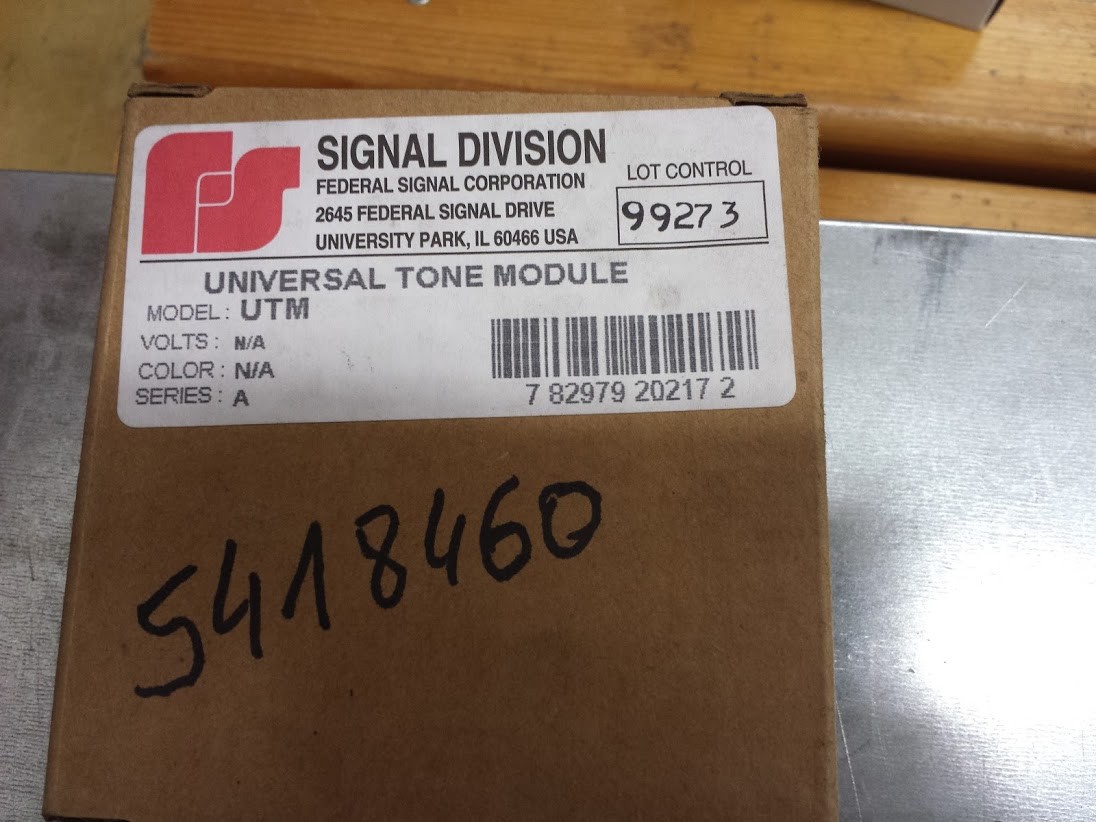 SIGNAL DIVISION
FEDERAL SIGNAL CORPORATION
2645 FEDERAL SIGNAL DRIVE
UNIVERSITY PARK, IL 60466 USA
LOT CONTROL
99273
UNIVERSAL TONE MODULE
MODEL: UTM
VOLTS: N/A
COLOR: N/A
SERIES: A
7 82979 20217 2
5418460